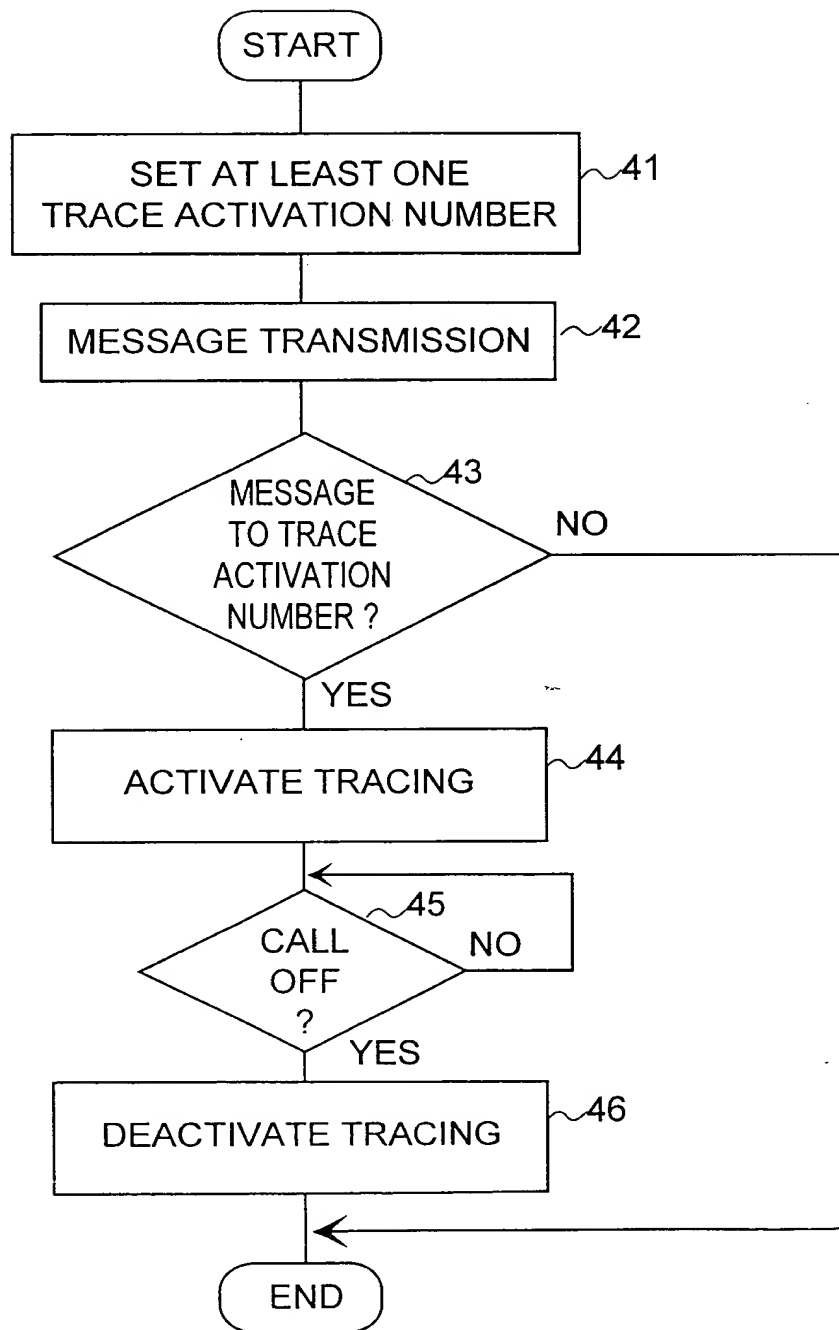 START
SET AT LEAST ONE
TRACE ACTIVATION NUMBER
41
MESSAGE TRANSMISSION
42
43
MESSAGE
TO TRACE
ACTIVATION
NUMBER ?
NO
YES
ACTIVATE TRACING
44
45
CALL
OFF
?
NO
YES
DEACTIVATE TRACING
46
END